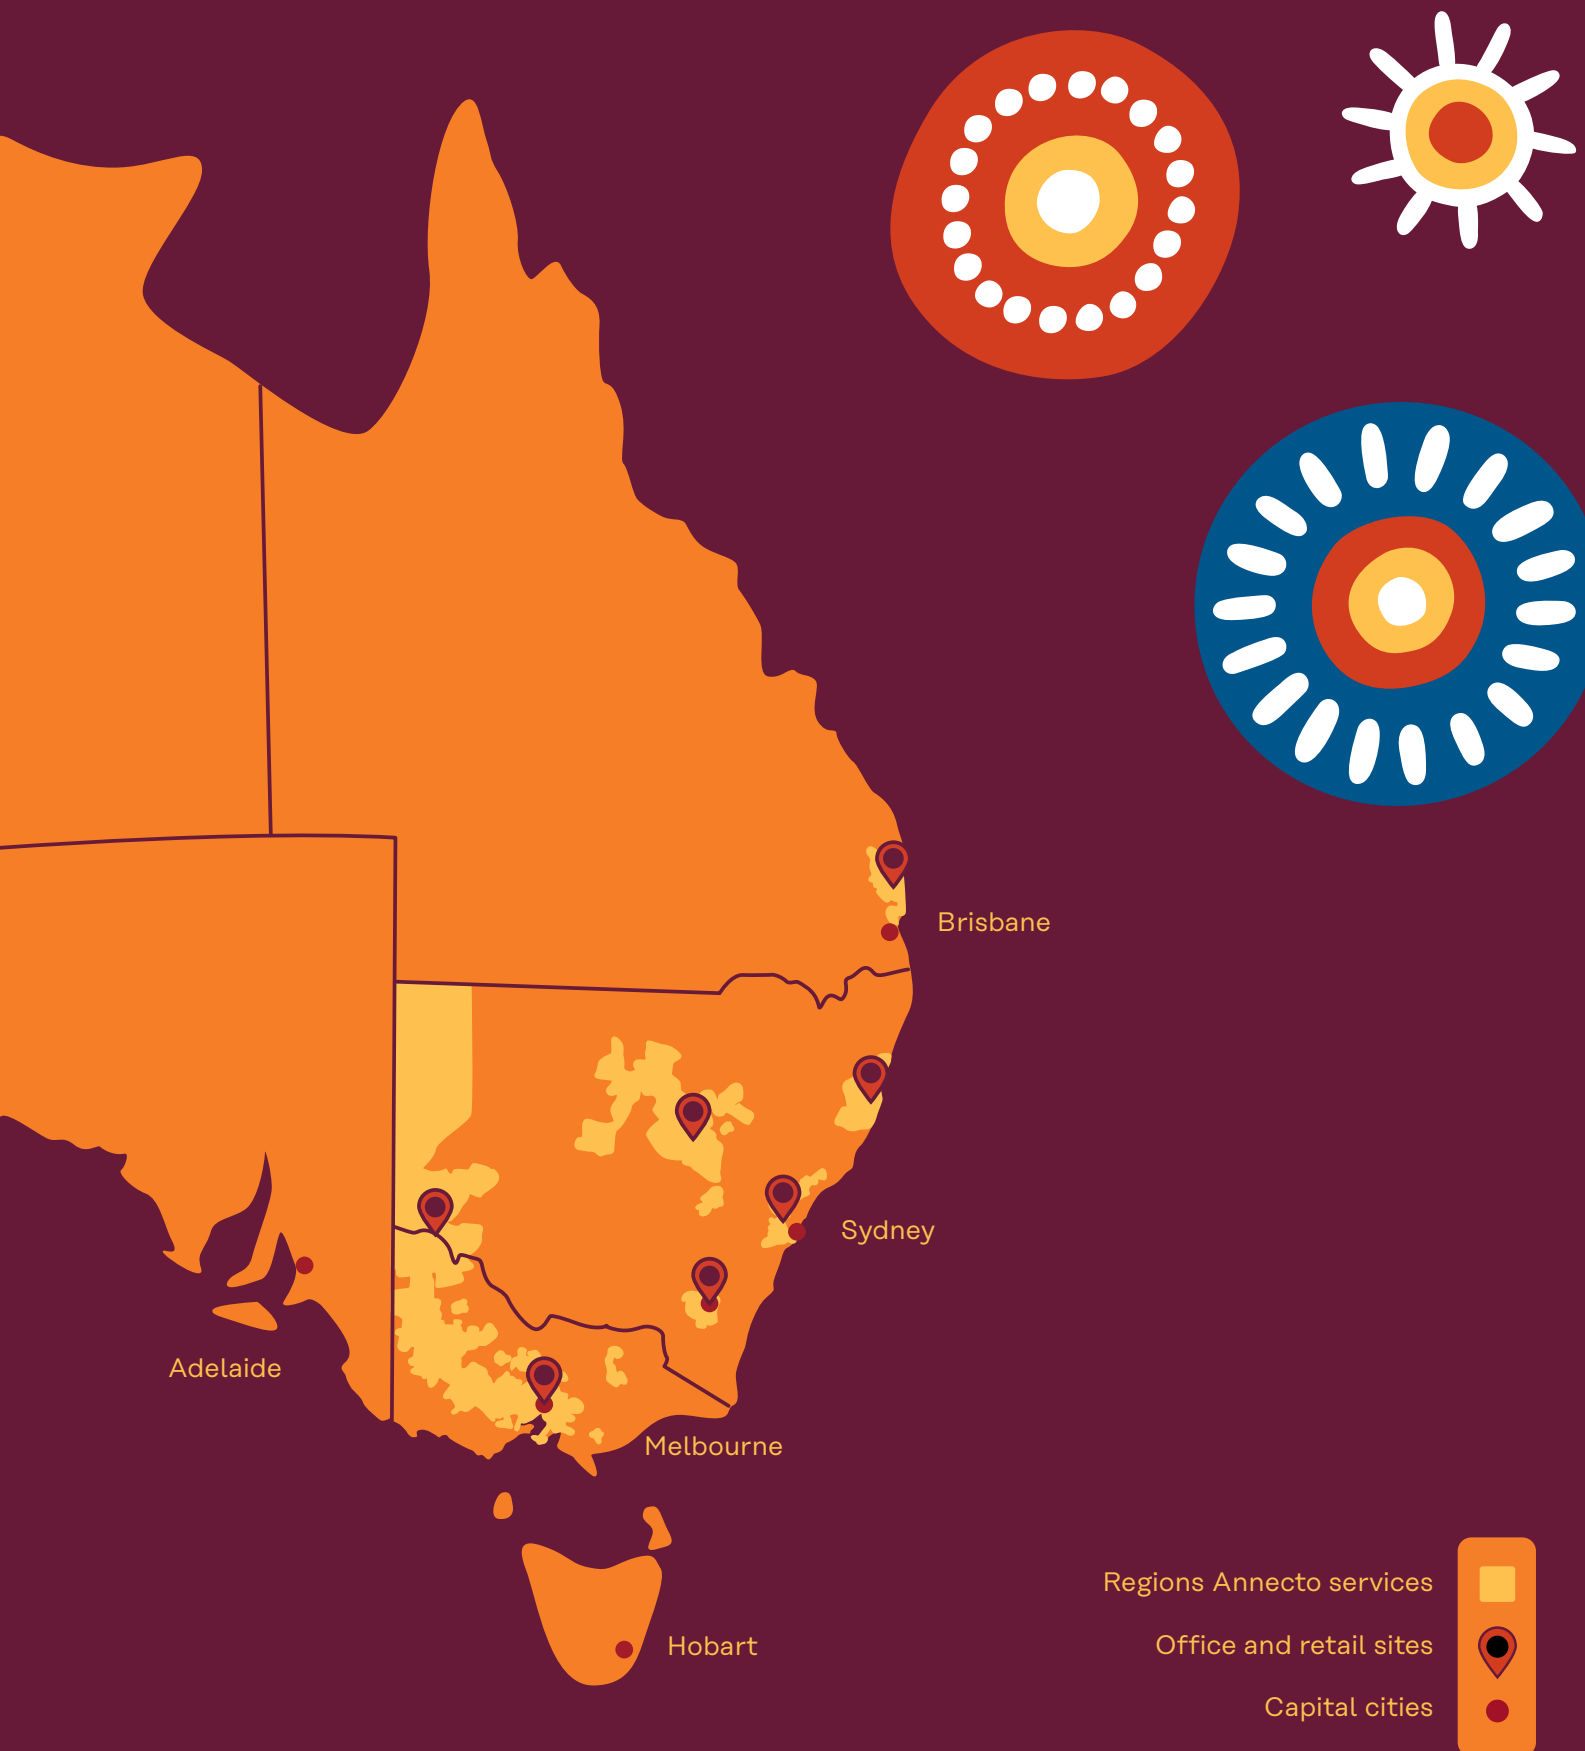 Brisbane
Sydney
Adelaide
Melbourne
Hobart
Regions Annecto services
Office and retail sites
Capital cities